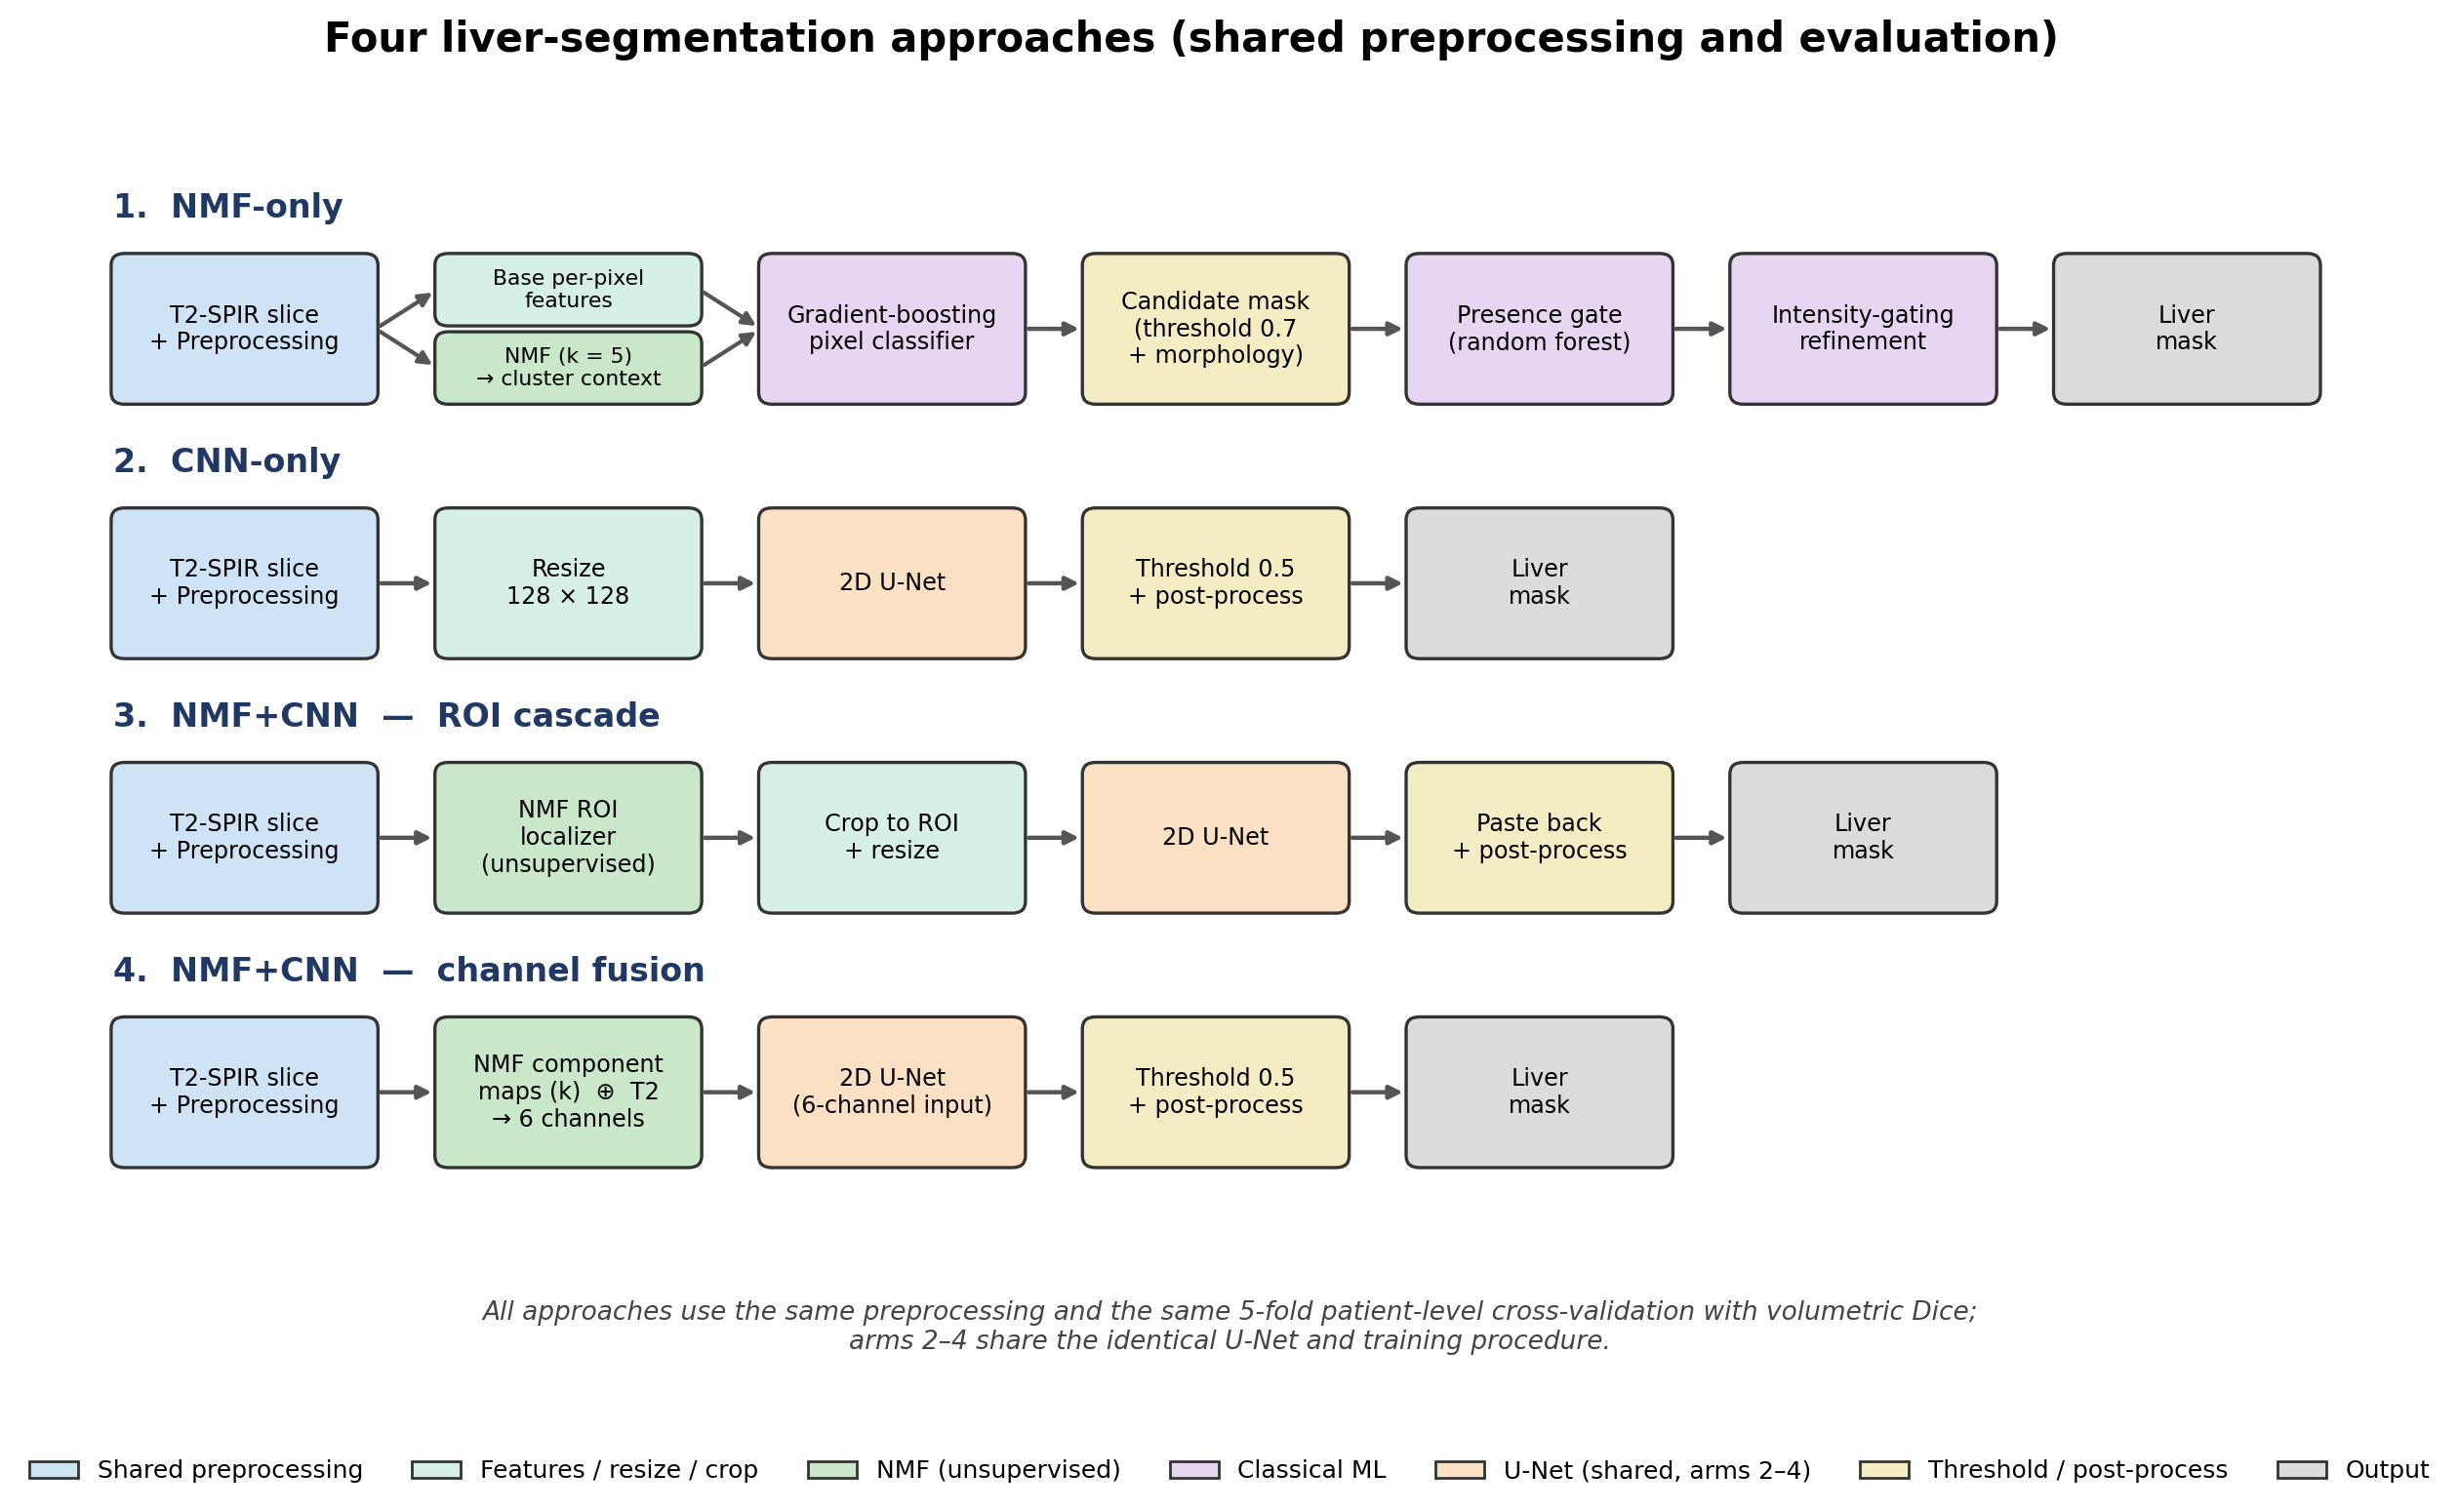 Four liver-segmentation approaches (shared preprocessing and evaluation)
1. NMF-only
T2-SPIR slice
+ Preprocessing
Base per-pixel
features
NMF (k = 5)
→ cluster context
Gradient-boosting
pixel classifier
Candidate mask
(threshold 0.7
+ morphology)
Presence gate
(random forest)
Intensity-gating
refinement
Liver
mask
2. CNN-only
T2-SPIR slice
+ Preprocessing
Resize
128 × 128
2D U-Net
Threshold 0.5
+ post-process
Liver
mask
3. NMF+CNN — ROI cascade
T2-SPIR slice
+ Preprocessing
NMF ROI
localizer
(unsupervised)
Crop to ROI
+ resize
2D U-Net
Paste back
+ post-process
Liver
mask
4. NMF+CNN — channel fusion
T2-SPIR slice
+ Preprocessing
NMF component
maps (k) ⊕ T2
→ 6 channels
2D U-Net
(6-channel input)
Threshold 0.5
+ post-process
Liver
mask
All approaches use the same preprocessing and the same 5-fold patient-level cross-validation with volumetric Dice;
arms 2–4 share the identical U-Net and training procedure.
Shared preprocessing
Features / resize / crop
NMF (unsupervised)
Classical ML
U-Net (shared, arms 2–4)
Threshold / post-process
Output